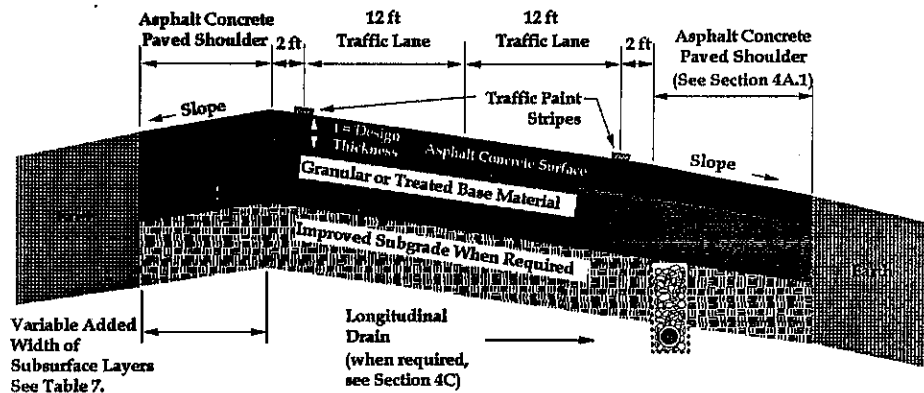 Asphalt Concrete
Paved Shoulder
2 ft
12 ft
Traffic Lane
12 ft
Traffic Lane
2 ft
Asphalt Concrete
Paved Shoulder
(See Section 4A.1)
Slope
Traffic Paint
Stripes
T = Design
Thickness
Asphalt Concrete Surface
Slope
Granular or Treated Base Material
Improved Subgrade When Required
Earth
Variable Added
Width of
Subsurface Layers
See Table 7.
Longitudinal
Drain
(when required,
see Section 4C)